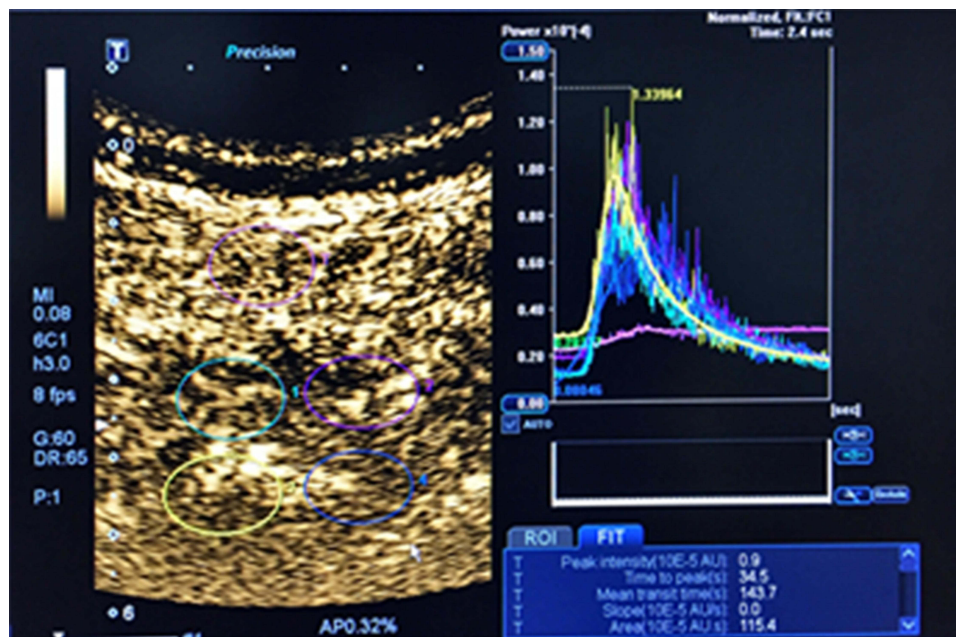 T
Precision
0
MI
0.08
6C1
h3.0
8 fps
G:60
DR:65
P:1
6
AP0.32%
Normalized, FR:FC1
Time: 2.4 sec
Power x10^[-4]
1.50
1.40
1.33964
1.20
1.00
0.80
0.60
0.40
0.20
0.00
[sec]
AUTO
ROI FIT
T Peak intensity(10E-5 AU) 0.9
T Time to peak(s) 34.5
T Mean transit time(s) 143.7
T Slope(10E-5 AU/s) 0.0
T Area(10E-5 AU.s) 115.4